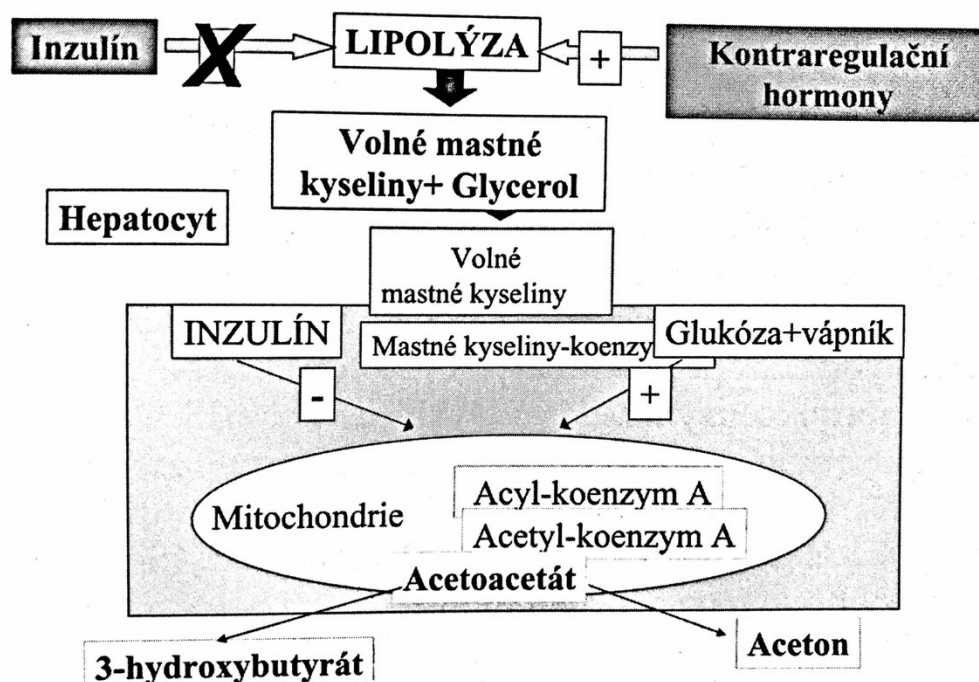 Inzulín
X
LIPOLÝZA
+
Kontraregulační
hormony
Volné mastné
kyseliny+ Glycerol
Hepatocyt
Volné
mastné kyseliny
INZULÍN
Mastné kyseliny-koenzy
Glukóza+vápník
-
+
Mitochondrie
Acyl-koenzym A
Acetyl-koenzym A
Acetoacetát
3-hydroxybutyrát
Aceton